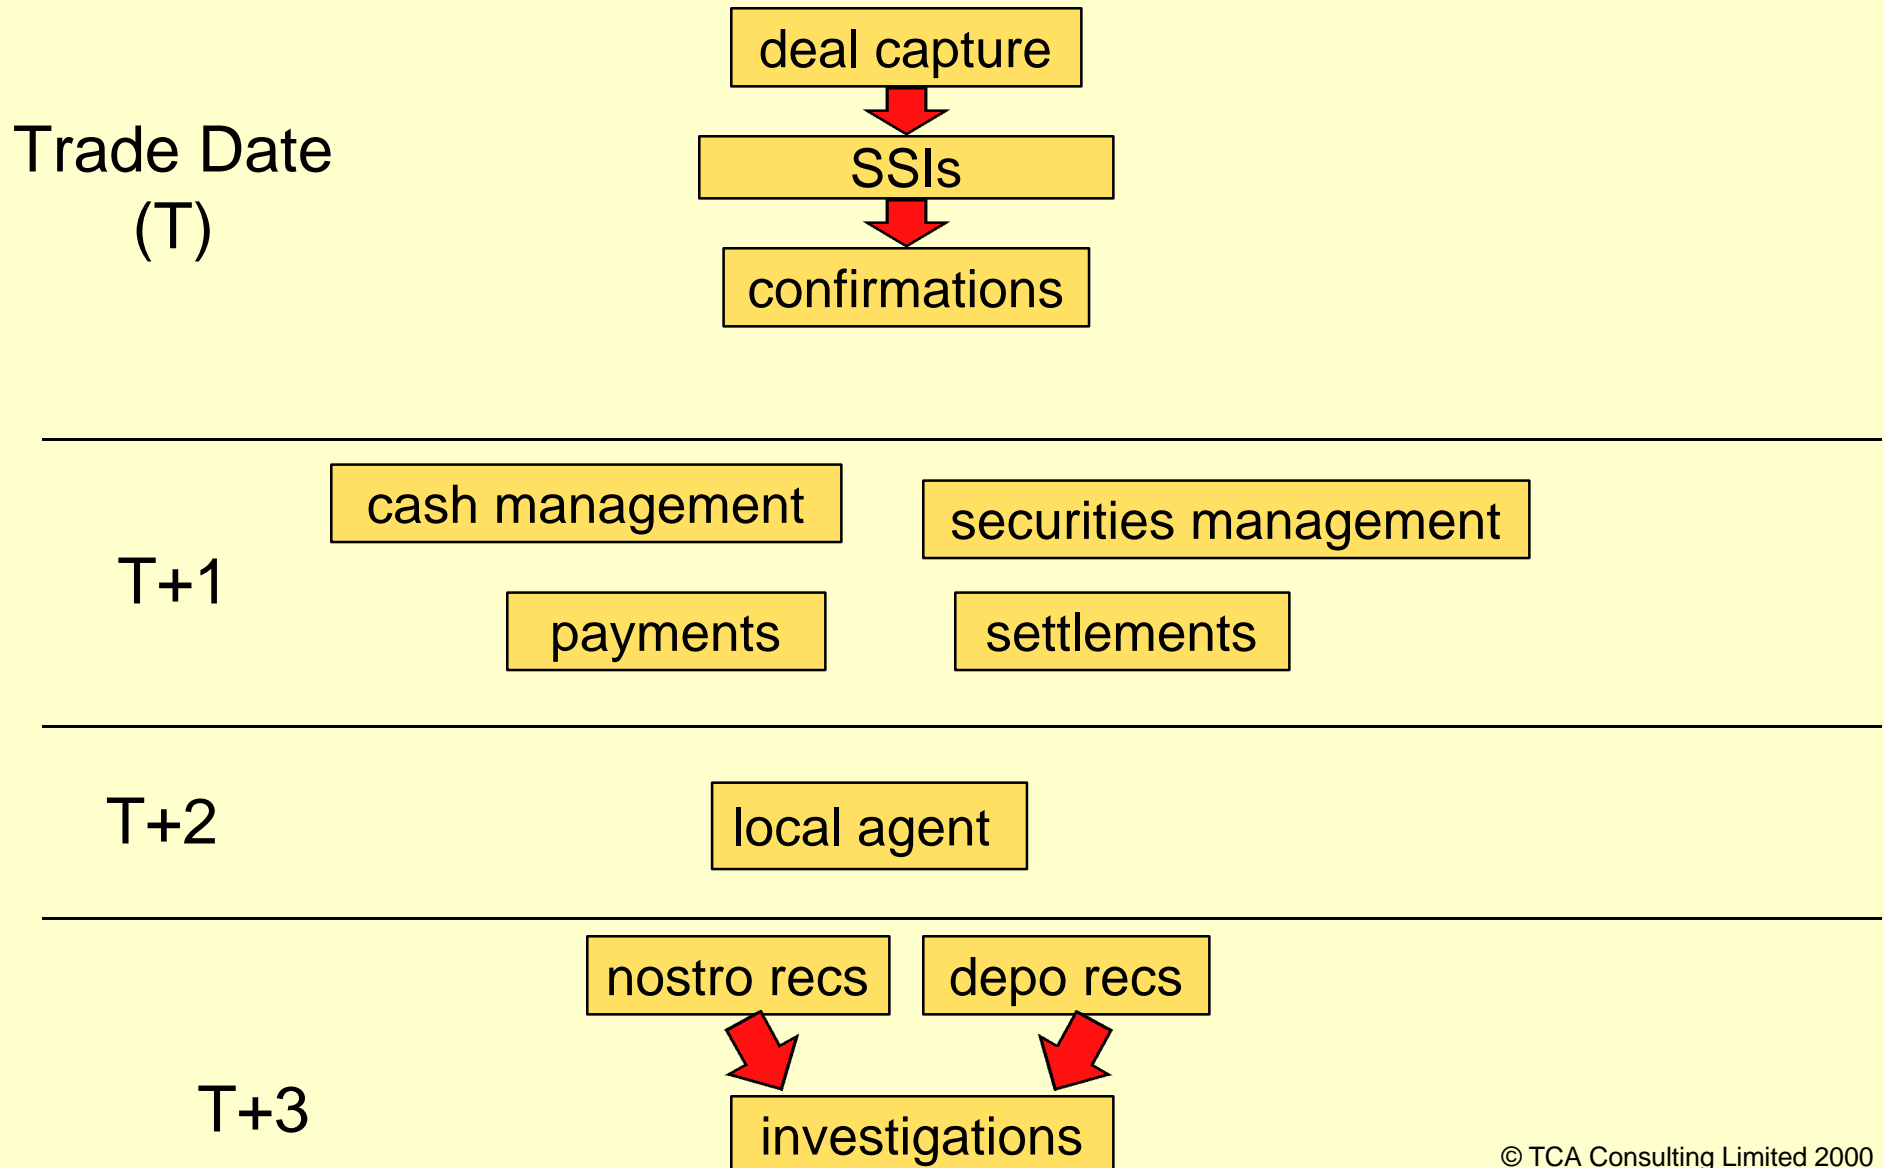 deal capture
Trade Date
(T)
SSIs
confirmations
cash management
securities management
T+1
payments
settlements
T+2
local agent
nostro recs
depo recs
T+3
investigations
© TCA Consulting Limited 2000